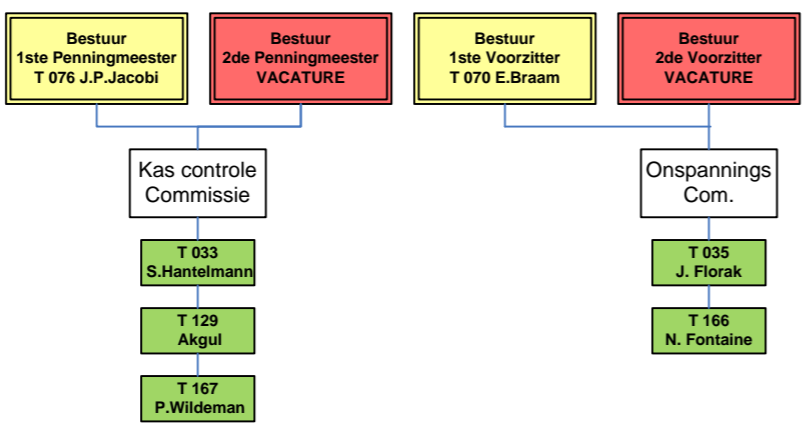 Bestuur
1ste Penningmeester
T 076 J.P.Jacobi
Bestuur
2de Penningmeester
VACATURE
Bestuur
1ste Voorzitter
T 070 E.Braam
Bestuur
2de Voorzitter
VACATURE
Kas controle
Commissie
Onspannings
Com.
T 033
S.Hantelmann
T 129
Akgul
T 167
P.Wildeman
T 035
J. Florak
T 166
N. Fontaine